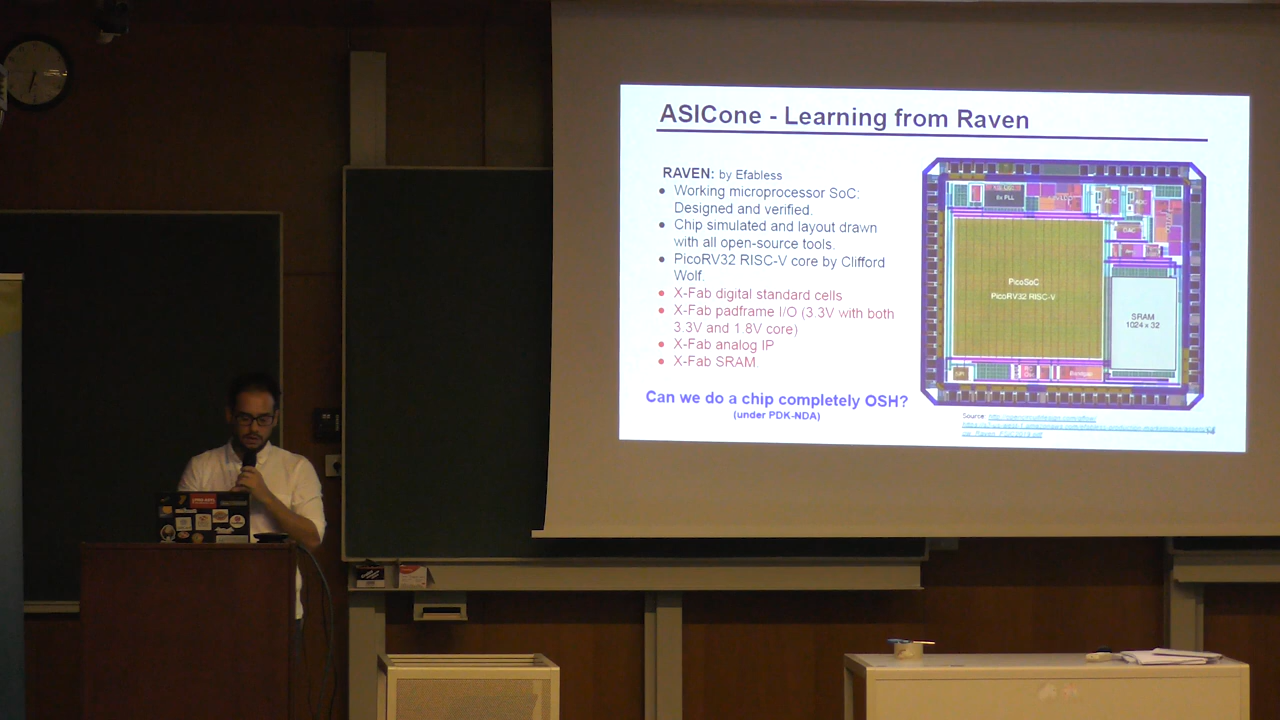 ASICone - Learning from Raven
RAVEN: by Efabless
● Working microprocessor SoC:
Designed and verified.
● Chip simulated and layout drawn
with all open-source tools.
● PicoRV32 RISC-V core by Clifford
Wolf.
● X-Fab digital standard cells
● X-Fab padframe I/O (3.3V with both
3.3V and 1.8V core)
● X-Fab analog IP
● X-Fab SRAM
Can we do a chip completely OSH?
(under PDK-NDA)
8x PLL
ADC
ADC
DAC
PicoSoC
PicoRV32 RISC-V
SRAM
1024 x 32
Bandgap
Source: